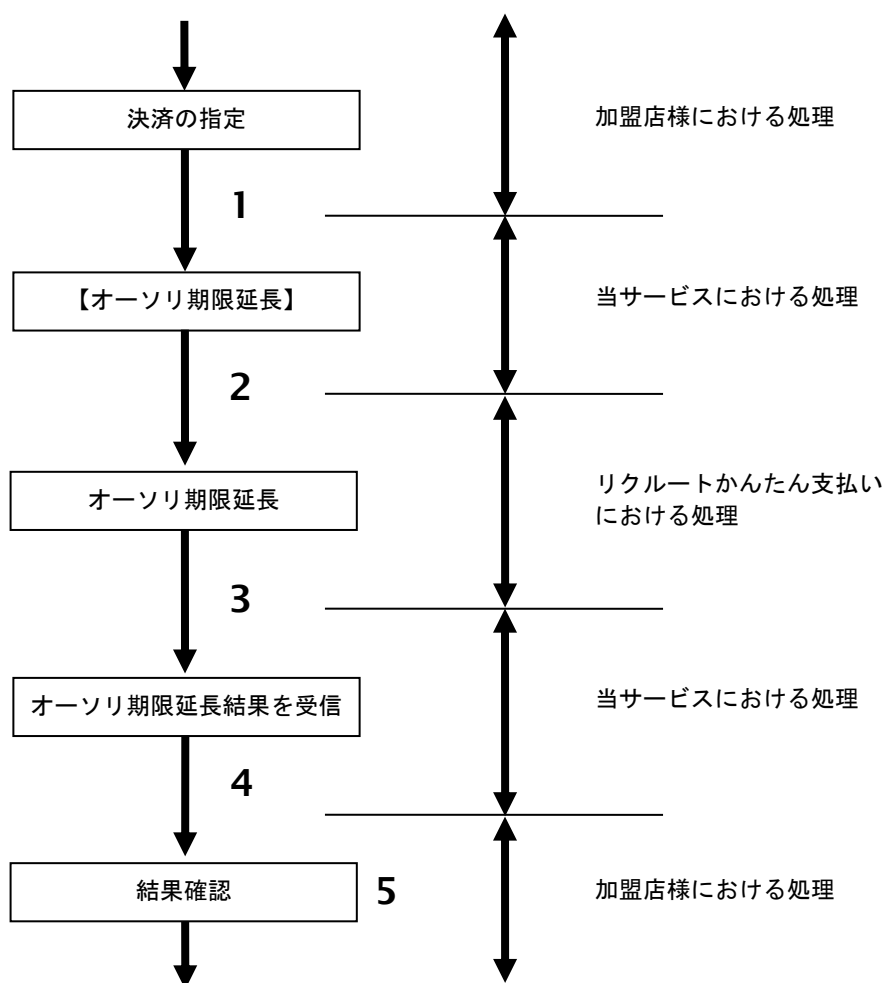 決済の指定
加盟店様における処理
1
【オーソリ期限延長】
当サービスにおける処理
2
オーソリ期限延長
リクルートかんたん支払い
における処理
3
オーソリ期限延長結果を受信
当サービスにおける処理
4
結果確認
5
加盟店様における処理